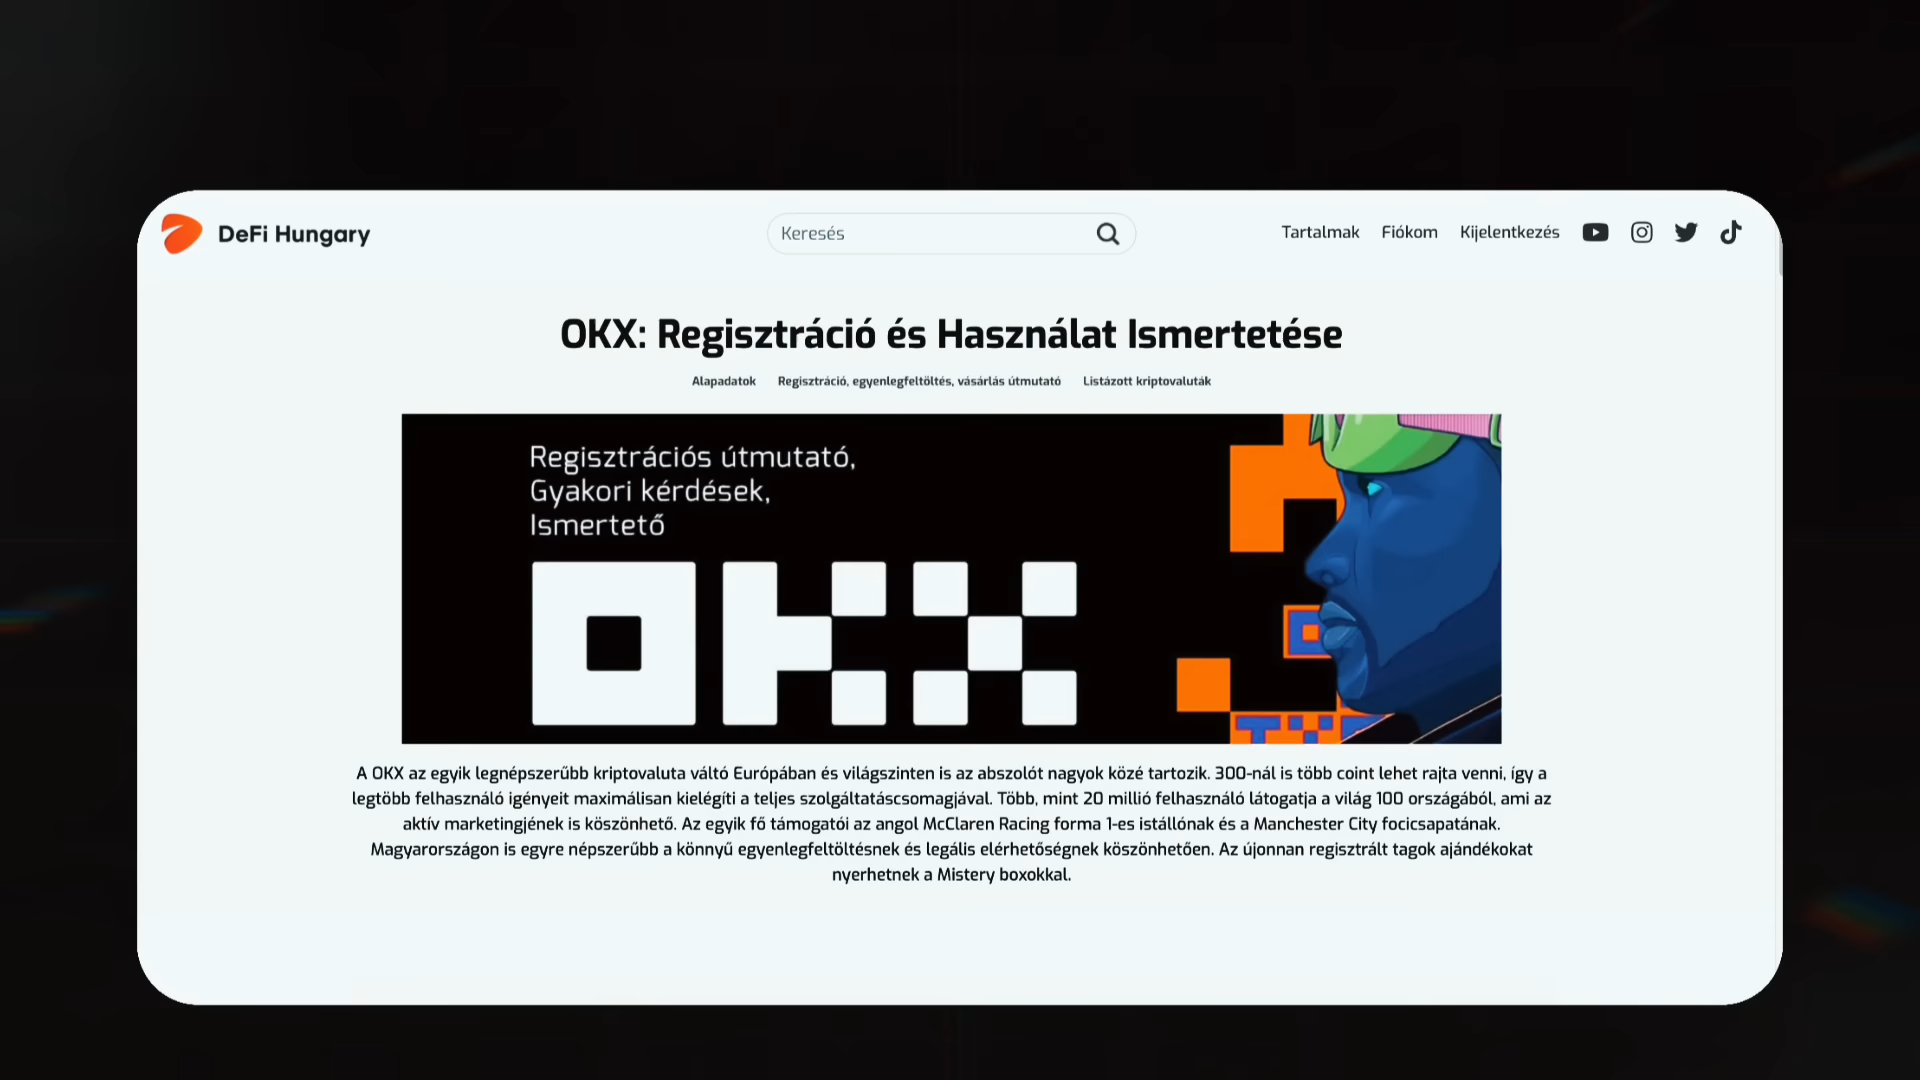 DeFi Hungary
Keresés
Tartalmak Fiókom Kijelentkezés
OKX: Regisztráció és Használat Ismertetése
Alapadatok Regisztráció, egyenlegfeltöltés, vásárlás útmutató Listázott kriptovaluták
Regisztrációs útmutató,
Gyakori kérdések,
Ismertető
OKX
A OKX az egyik legnépszerűbb kriptovaluta váltó Európában és világszinten is az abszolót nagyok közé tartozik. 300-nál is több coint lehet rajta venni, így a
legtöbb felhasználó igényeit maximálisan kielégíti a teljes szolgáltatáscsomagjával. Több, mint 20 millió felhasználó látogatja a világ 100 országából, ami az
aktív marketingjének is köszönhető. Az egyik fő támogatói az angol McClaren Racing forma 1-es istállónak és a Manchester City focicsapatának.
Magyarországon is egyre népszerűbb a könnyű egyenlegfeltöltésnek és legális elérhetőségnek köszönhetően. Az újonnan regisztrált tagok ajándékokat
nyerhetnek a Mistery boxokkal.